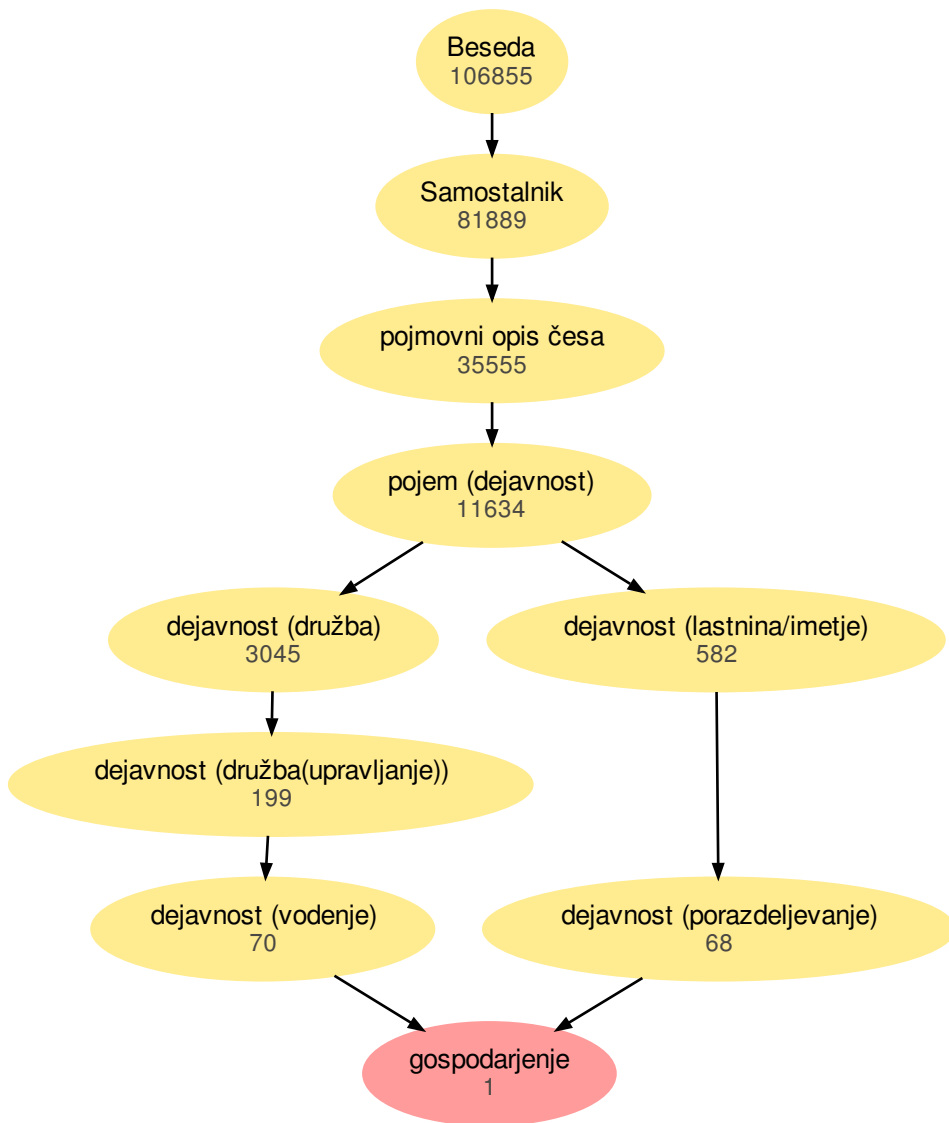 Beseda
106855
Samostalnik
81889
pojmovni opis česa
35555
pojem (dejavnost)
11634
dejavnost (družba)
3045
dejavnost (lastnina/imetje)
582
dejavnost (družba(upravljanje))
199
dejavnost (vodenje)
70
dejavnost (porazdeljevanje)
68
gospodarjenje
1